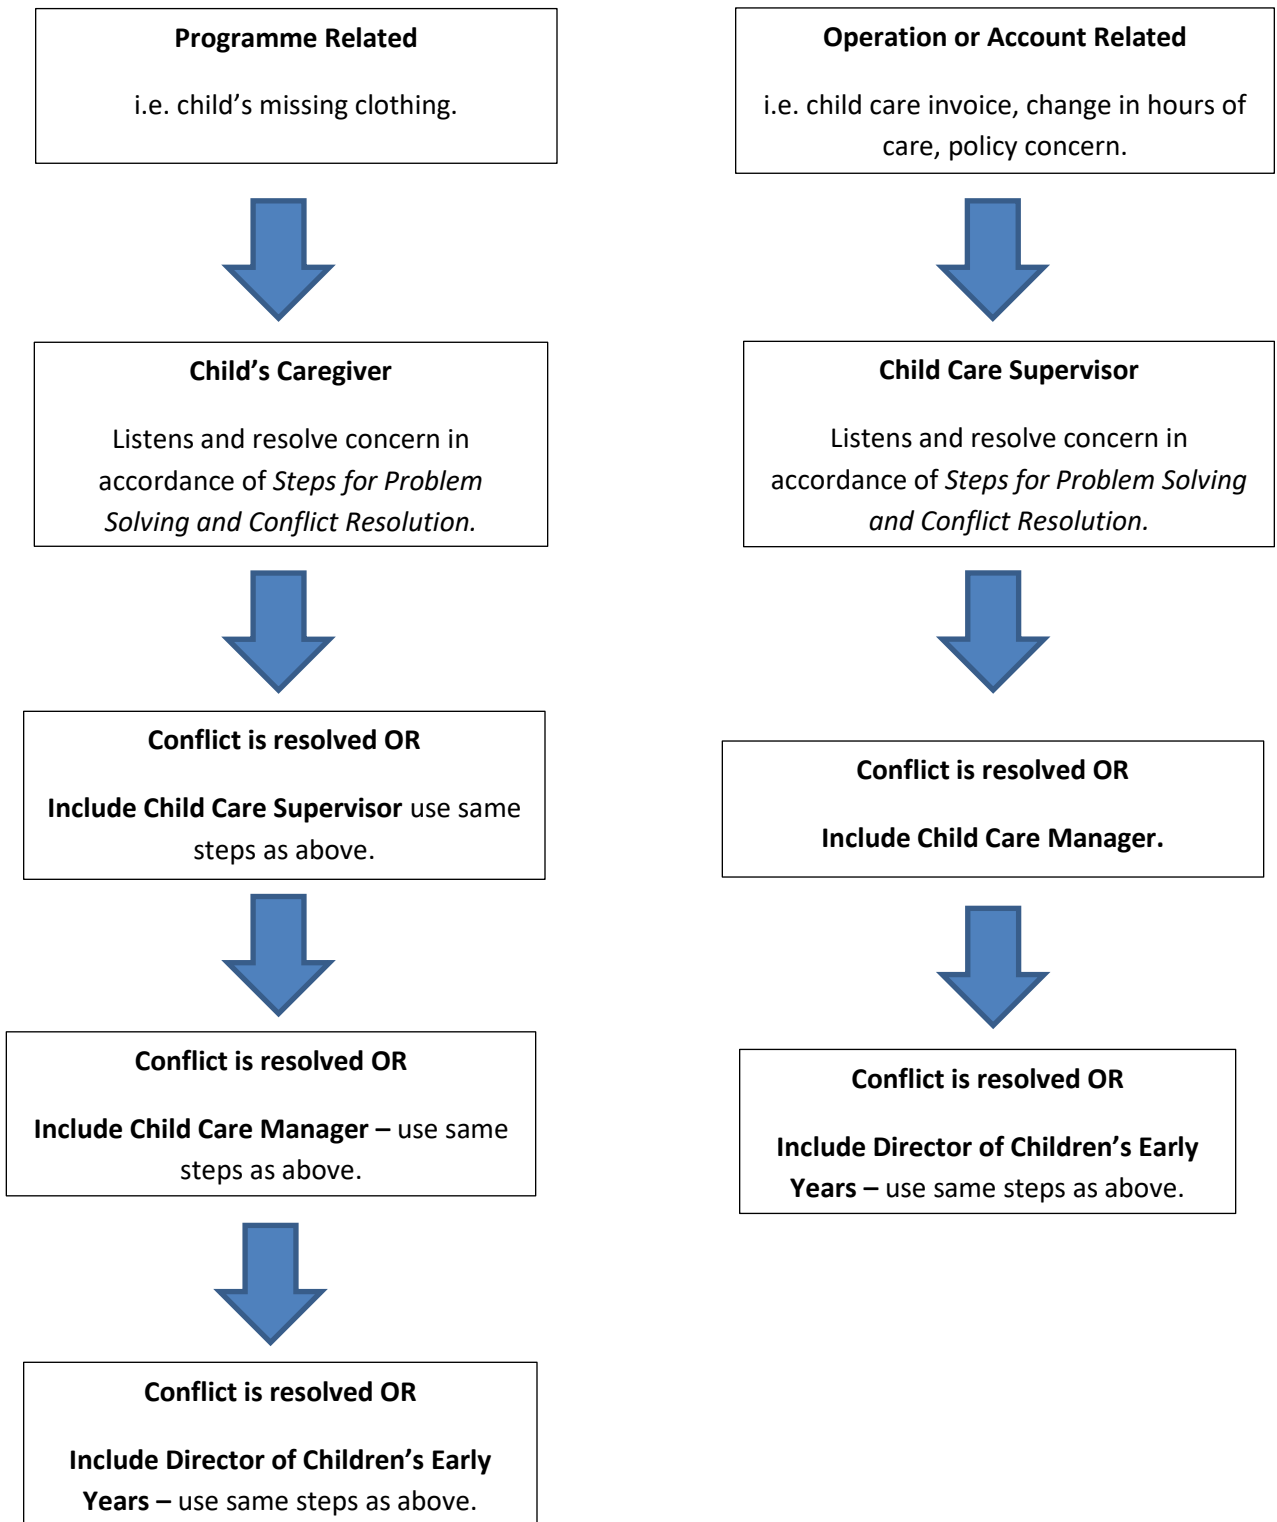 Programme Related
i.e. child’s missing clothing.
Child’s Caregiver
Listens and resolve concern in
accordance of Steps for Problem
Solving and Conflict Resolution.
Conflict is resolved OR
Include Child Care Supervisor use same
steps as above.
Conflict is resolved OR
Include Child Care Manager – use same
steps as above.
Conflict is resolved OR
Include Director of Children’s Early
Years – use same steps as above.
Operation or Account Related
i.e. child care invoice, change in hours of
care, policy concern.
Child Care Supervisor
Listens and resolve concern in
accordance of Steps for Problem Solving
and Conflict Resolution.
Conflict is resolved OR
Include Child Care Manager.
Conflict is resolved OR
Include Director of Children’s Early
Years – use same steps as above.